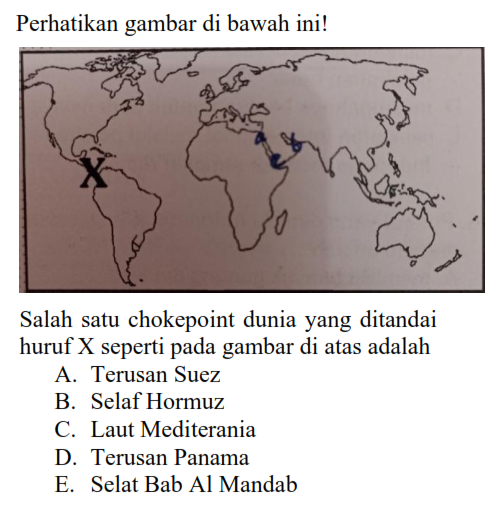 Perhatikan gambar di bawah ini!
X
Salah satu chokepoint dunia yang ditandai
huruf X seperti pada gambar di atas adalah
A. Terusan Suez
B. Selaf Hormuz
C. Laut Mediterania
D. Terusan Panama
E. Selat Bab Al Mandab